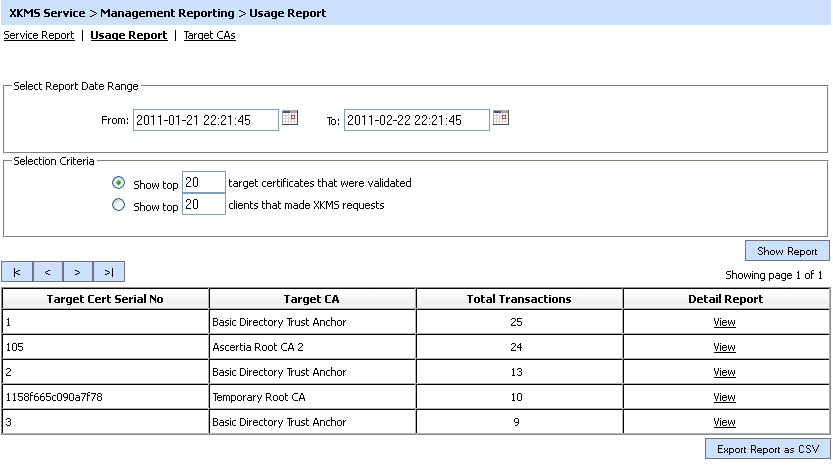 XKMS Service > Management Reporting > Usage Report
Service Report | Usage Report | Target CAs
Select Report Date Range
From: 2011-01-21 22:21:45 To: 2011-02-22 22:21:45
Selection Criteria
Show top 20 target certificates that were validated
Show top 20 clients that made XKMS requests
Show Report
|< < > >| Showing page 1 of 1
Target Cert Serial No Target CA Total Transactions Detail Report
1 Basic Directory Trust Anchor 25 View
105 Ascertia Root CA 2 24 View
2 Basic Directory Trust Anchor 13 View
1158f665c090a7f78 Temporary Root CA 10 View
3 Basic Directory Trust Anchor 9 View
Export Report as CSV